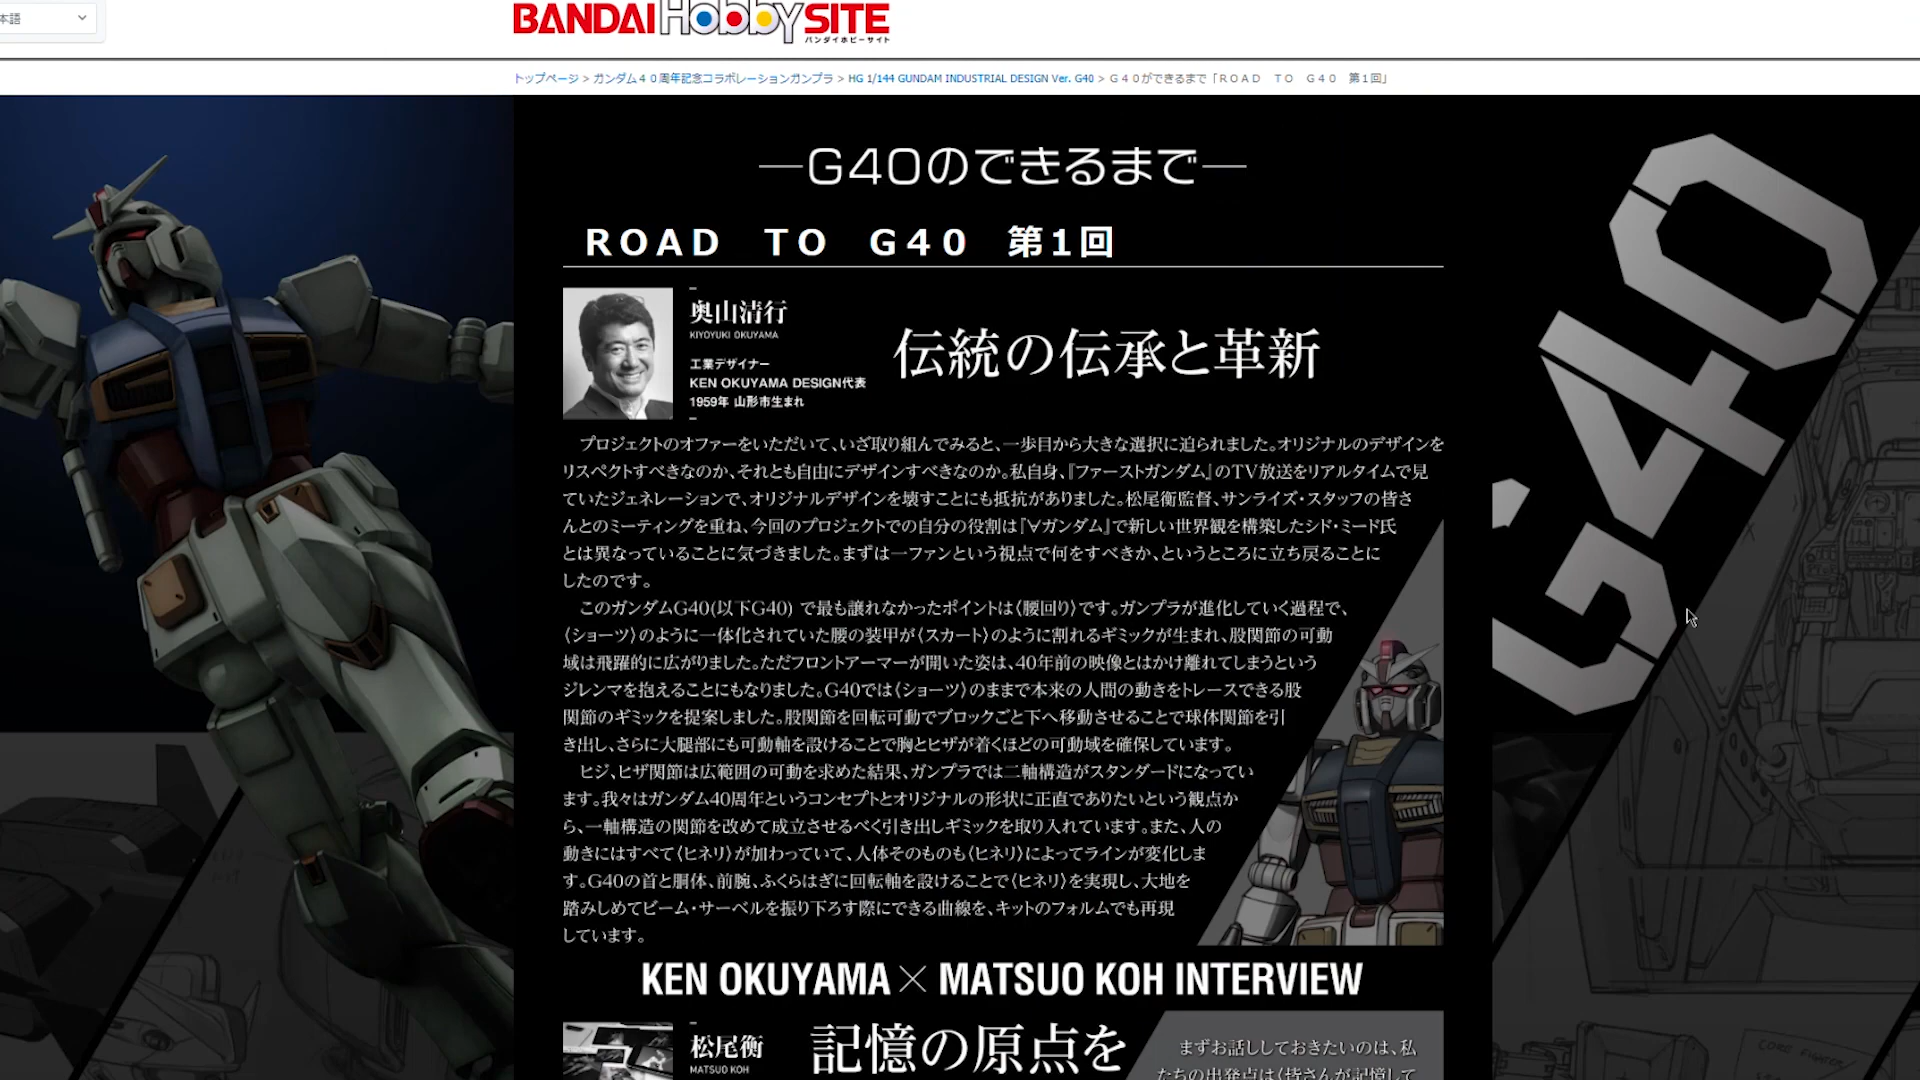 本語
BANDAI HobbySITE
バンダイホビーサイト
トップページ > ガンダム４０周年記念コラボレーションガンプラ > HG 1/144 GUNDAM INDUSTRIAL DESIGN Ver. G40 > Ｇ４０ができるまで「ＲＯＡＤ　ＴＯ　Ｇ４０　第１回」
―G40のできるまで―
ＲＯＡＤ　ＴＯ　Ｇ４０　第１回
奥山清行
KIYOYUKI OKUYAMA
工業デザイナー
KEN OKUYAMA DESIGN代表
1959年 山形市生まれ
伝統の伝承と革新
プロジェクトのオファーをいただいて、いざ取り組んでみると、一歩目から大きな選択に迫られました。オリジナルのデザインを
リスペクトすべきなのか、それとも自由にデザインすべきなのか。私自身、『ファーストガンダム』のTV放送をリアルタイムで見
ていたジェネレーションで、オリジナルデザインを壊すことにも抵抗がありました。松尾衡監督、サンライズ・スタッフの皆さ
んとのミーティングを重ね、今回のプロジェクトでの自分の役割は『∀ガンダム』で新しい世界観を構築したシド・ミード氏
とは異なっていることに気づきました。まずは一ファンという視点で何をすべきか、というところに立ち戻ることに
したのです。
このガンダムG40(以下G40) で最も譲れなかったポイントは〈腰回り〉です。ガンプラが進化していく過程で、
〈ショーツ〉のように一体化されていた腰の装甲が〈スカート〉のように割れるギミックが生まれ、股関節の可動
域は飛躍的に広がりました。ただフロントアーマーが開いた姿は、40年前の映像とはかけ離れてしまうという
ジレンマを抱えることにもなりました。G40では〈ショーツ〉のままで本来の人間の動きをトレースできる股
関節のギミックを提案しました。股関節を回転可動でブロックごと下へ移動させることで球体関節を引
き出し、さらに大腿部にも可動軸を設けることで胸とヒザが着くほどの可動域を確保しています。
ヒジ、ヒザ関節は広範囲の可動を求めた結果、ガンプラでは二軸構造がスタンダードになってい
ます。我々はガンダム40周年というコンセプトとオリジナルの形状に正直でありたいという観点か
ら、一軸構造の関節を改めて成立させるべく引き出しギミックを取り入れています。また、人の
動きにはすべて〈ヒネリ〉が加わっていて、人体そのものも〈ヒネリ〉によってラインが変化しま
す。G40の首と胴体、前腕、ふくらはぎに回転軸を設けることで〈ヒネリ〉を実現し、大地を
踏みしめてビーム・サーベルを振り下ろす際にできる曲線を、キットのフォルムでも再現
しています。
G40
KEN OKUYAMA×MATSUO KOH INTERVIEW
松尾衡
MATSUO KOH
記憶の原点を
まずお話ししておきたいのは、私
たちの出発点は〈皆さんが記憶して
CORE FIGHTER